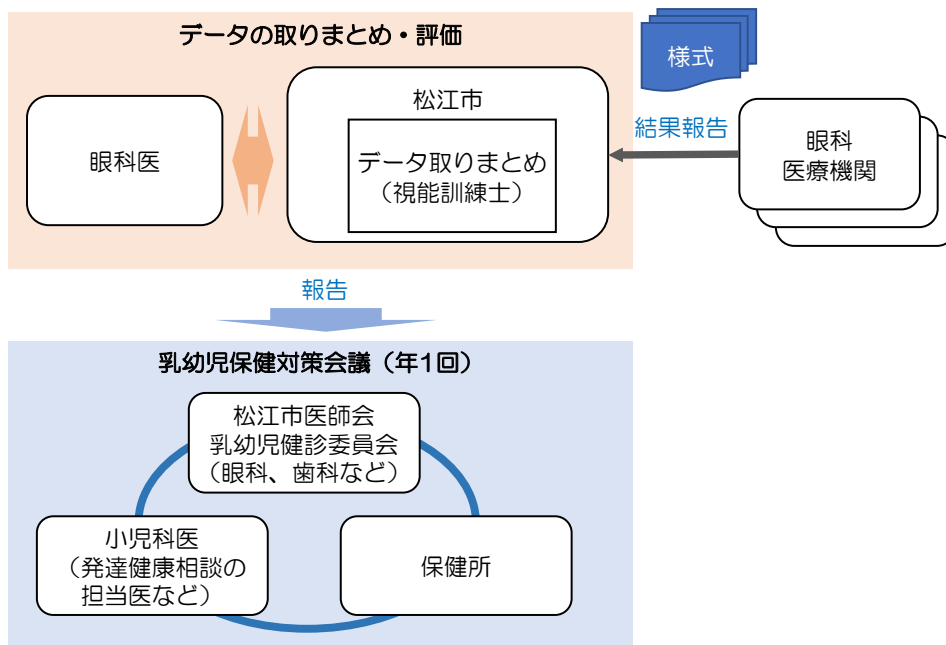 データの取りまとめ・評価
様式
松江市
眼科医
データ取りまとめ
（視能訓練士）
結果報告
眼科
医療機関
報告
乳幼児保健対策会議（年1回）
松江市医師会
乳幼児健診委員会
（眼科、歯科など）
小児科医
（発達健康相談の
担当医など）
保健所